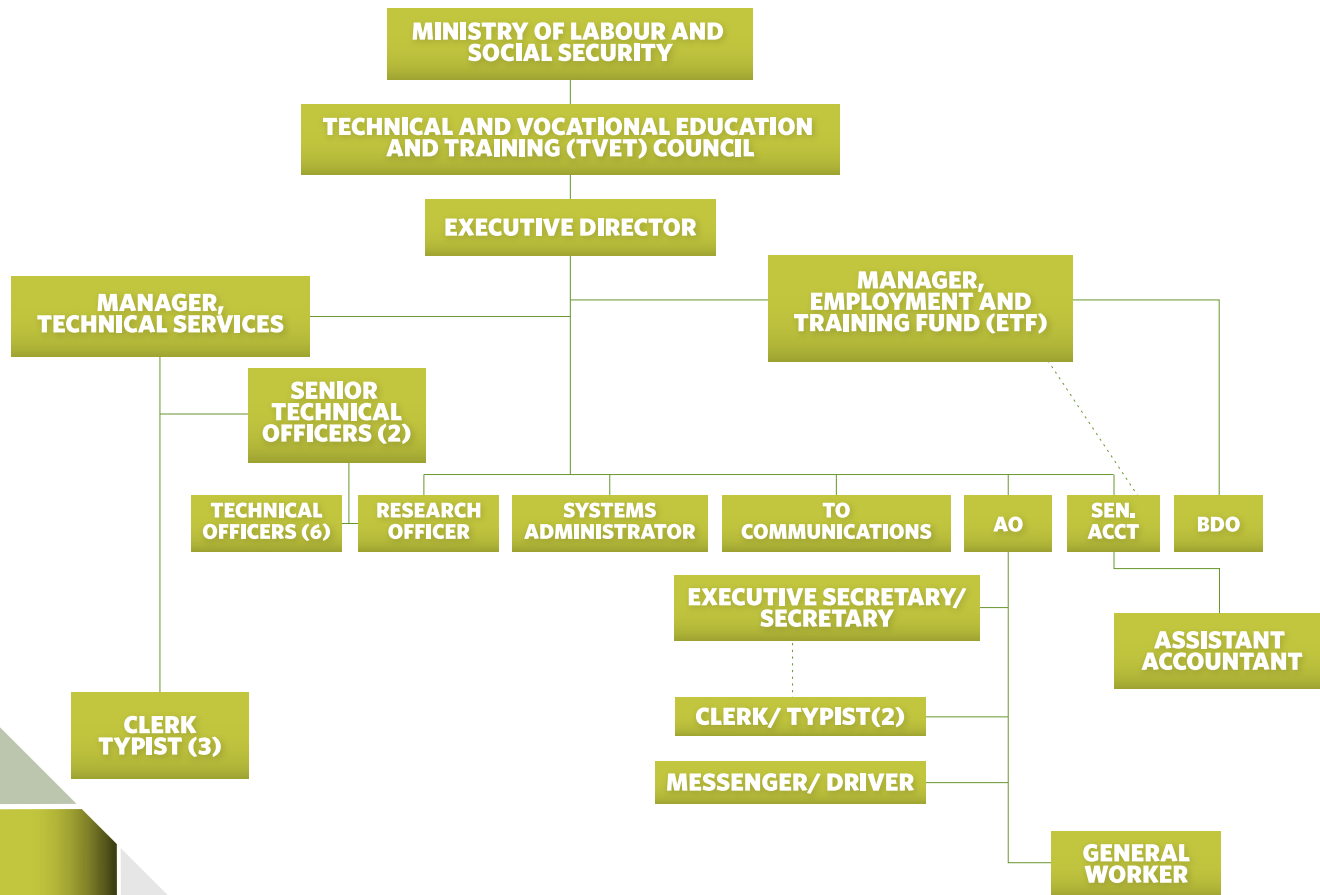 MINISTRY OF LABOUR AND
SOCIAL SECURITY
TECHNICAL AND VOCATIONAL EDUCATION
AND TRAINING (TVET) COUNCIL
EXECUTIVE DIRECTOR
MANAGER,
TECHNICAL SERVICES
MANAGER,
EMPLOYMENT AND
TRAINING FUND (ETF)
SENIOR
TECHNICAL
OFFICERS (2)
TECHNICAL
OFFICERS (6)
RESEARCH
OFFICER
SYSTEMS
ADMINISTRATOR
TO
COMMUNICATIONS
AO
SEN.
ACCT
BDO
EXECUTIVE SECRETARY/
SECRETARY
ASSISTANT
ACCOUNTANT
CLERK
TYPIST (3)
CLERK/ TYPIST(2)
MESSENGER/ DRIVER
GENERAL
WORKER